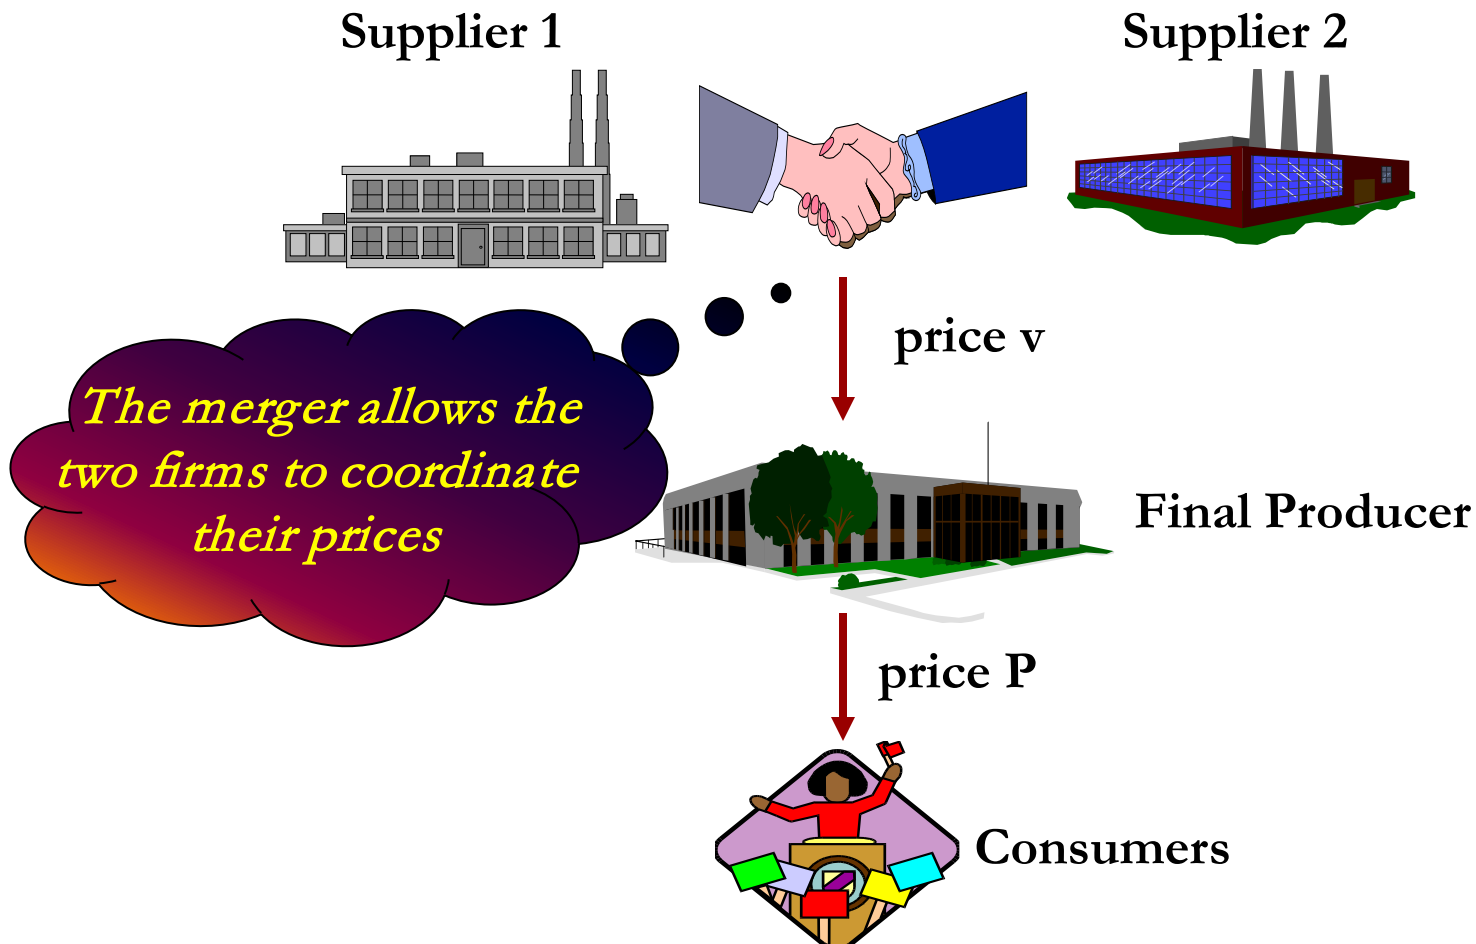 Supplier 1
Supplier 2
price v
The merger allows the
two firms to coordinate
their prices
Final Producer
price P
Consumers